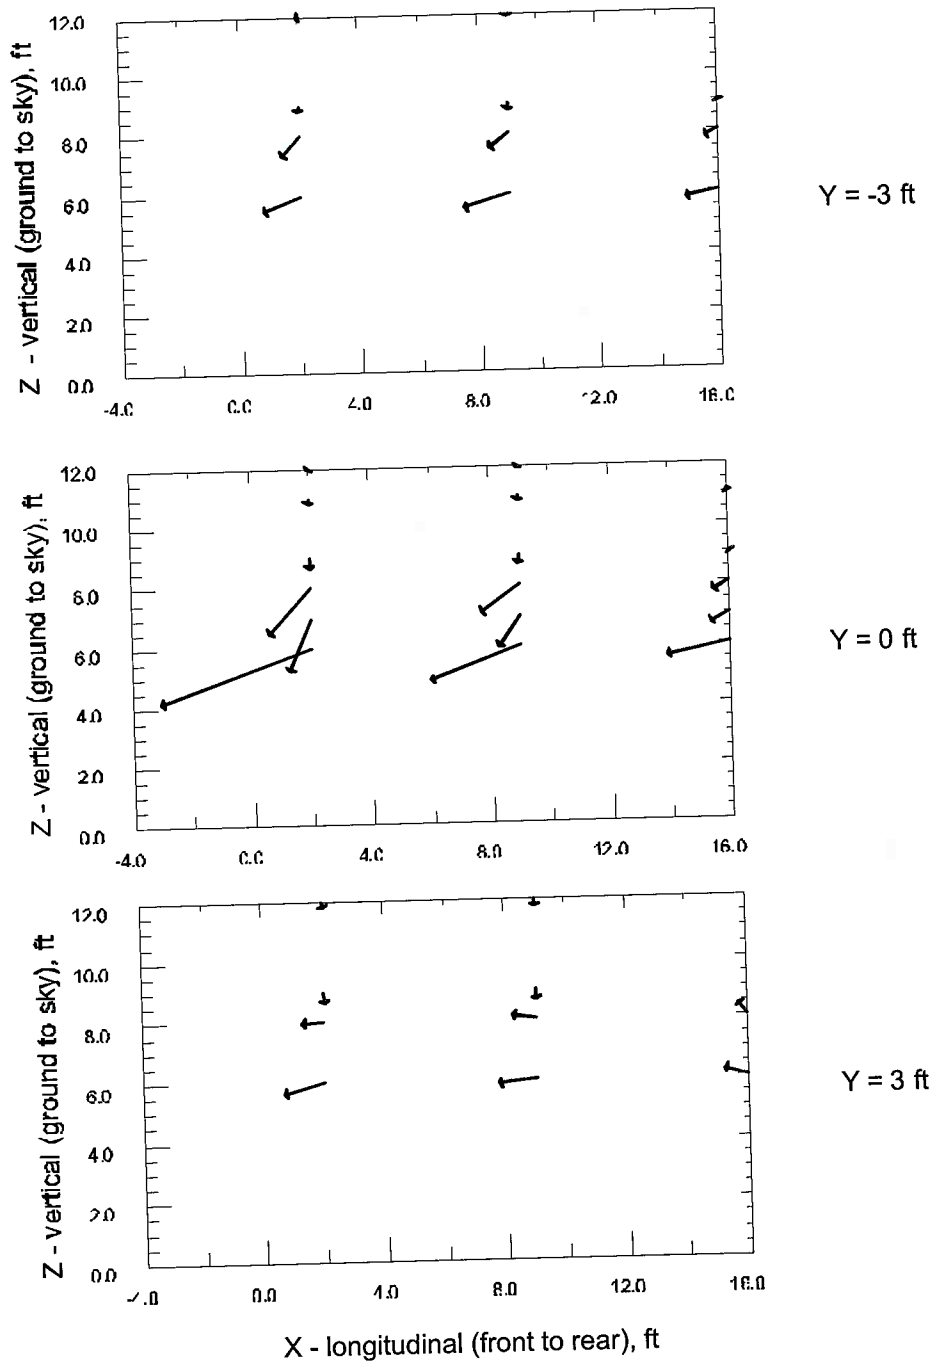 Z - vertical (ground to sky), ft
12.0
10.0
8.0
6.0
4.0
2.0
0.0
-4.0 0.0 4.0 8.0 12.0 16.0
Y = -3 ft
Z - vertical (ground to sky), ft
12.0
10.0
8.0
6.0
4.0
2.0
0.0
-4.0 0.0 4.0 8.0 12.0 16.0
Y = 0 ft
Z - vertical (ground to sky), ft
12.0
10.0
8.0
6.0
4.0
2.0
0.0
-4.0 0.0 4.0 8.0 12.0 16.0
Y = 3 ft
X - longitudinal (front to rear), ft